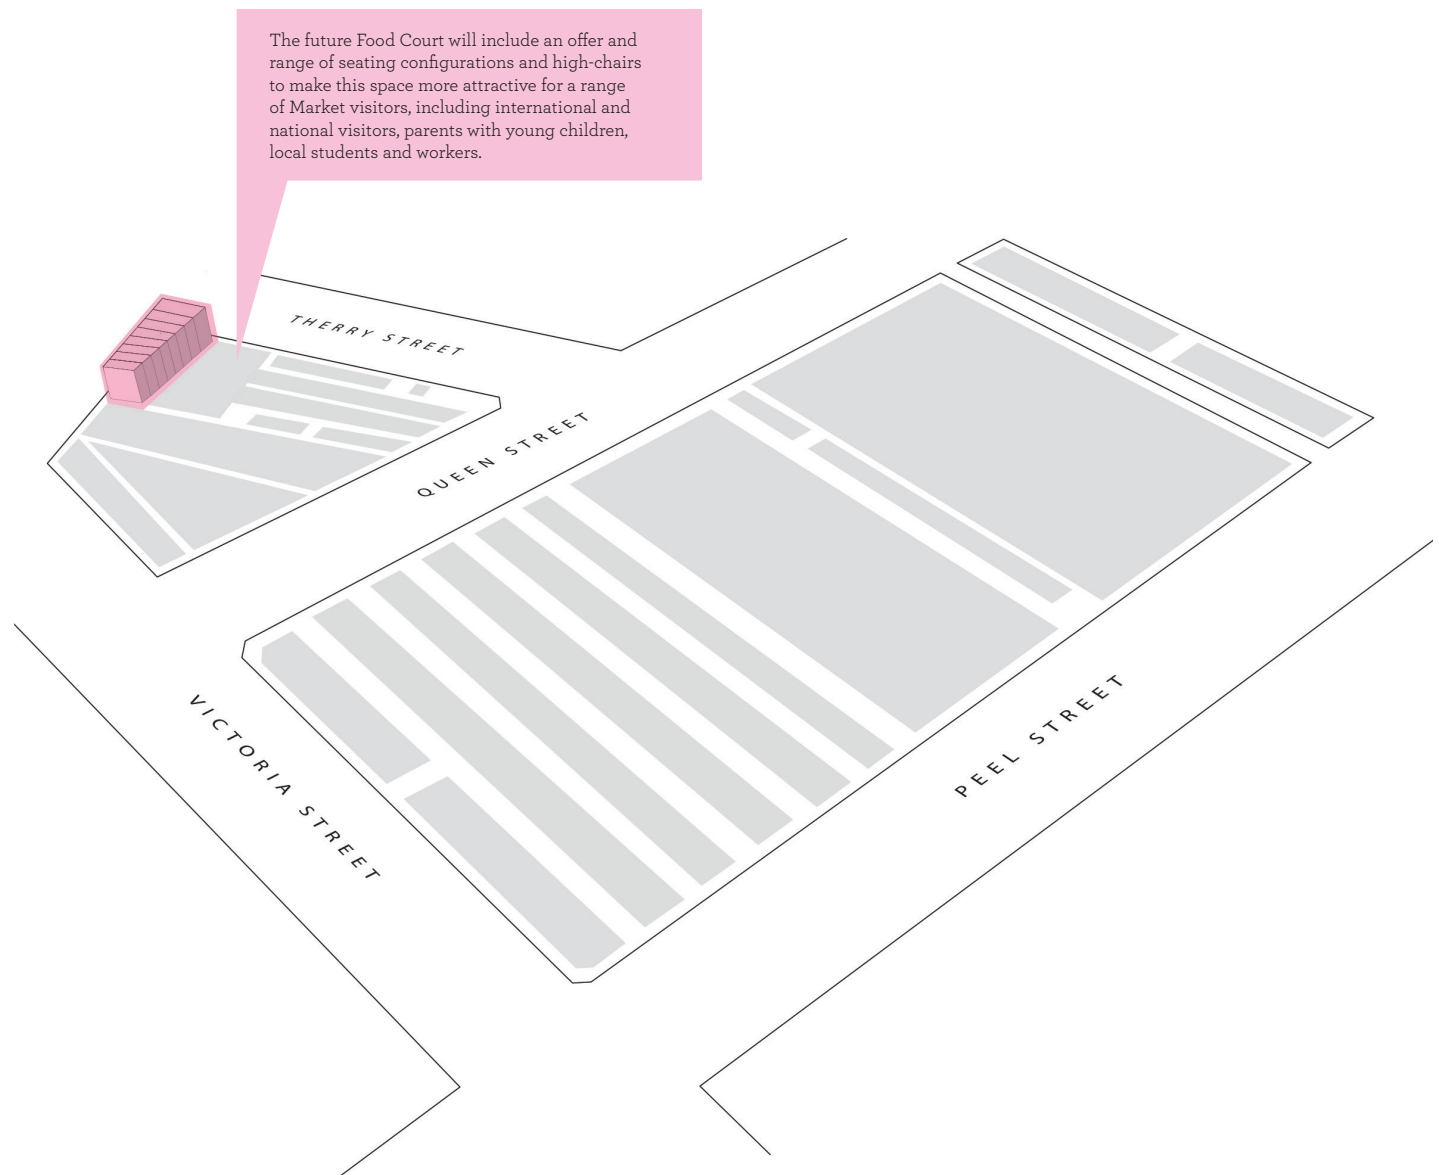 The future Food Court will include an offer and
range of seating configurations and high-chairs
to make this space more attractive for a range
of Market visitors, including international and
national visitors, parents with young children,
local students and workers.
THERRY STREET
QUEEN STREET
VICTORIA STREET
PEEL STREET